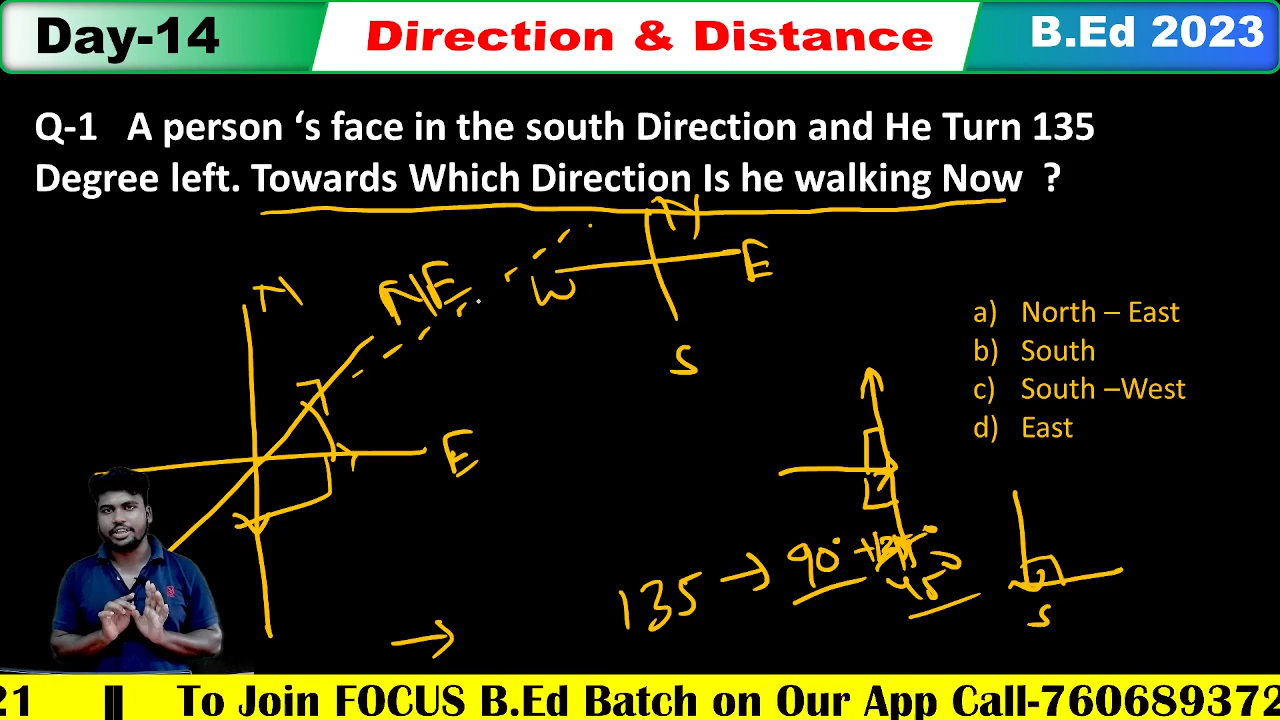 Day-14
Direction & Distance
B.Ed 2023
Q-1 A person ‘s face in the south Direction and He Turn 135
Degree left. Towards Which Direction Is he walking Now ?
N
W
E
S
N
NE
E
a) North – East
b) South
c) South –West
d) East
135 → 90° +
45°
S
21 || To Join FOCUS B.Ed Batch on Our App Call-760689372